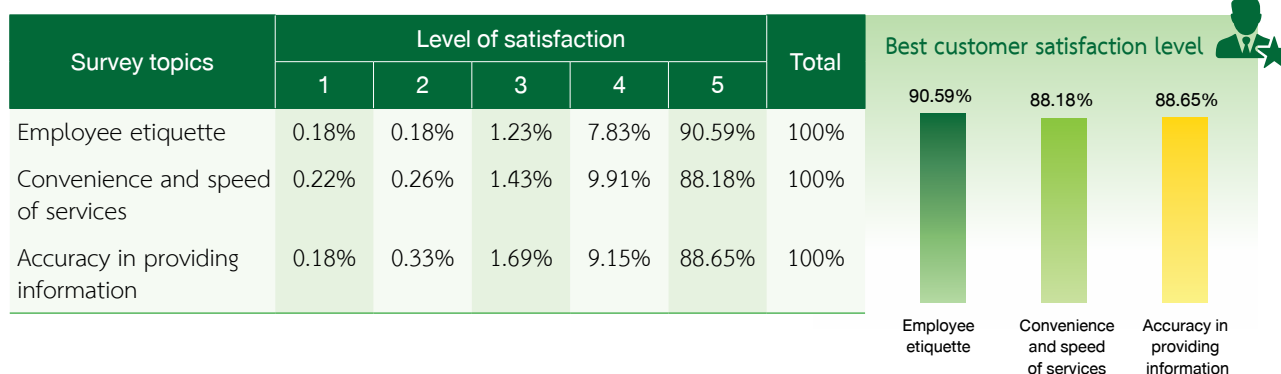 Survey topics
Level of satisfaction
Total
1 2 3 4 5
Employee etiquette 0.18% 0.18% 1.23% 7.83% 90.59% 100%
Convenience and speed 0.22% 0.26% 1.43% 9.91% 88.18% 100%
of services
Accuracy in providing 0.18% 0.33% 1.69% 9.15% 88.65% 100%
information
Best customer satisfaction level
90.59% 88.18% 88.65%
Employee
etiquette
Convenience
and speed
of services
Accuracy in
providing
information